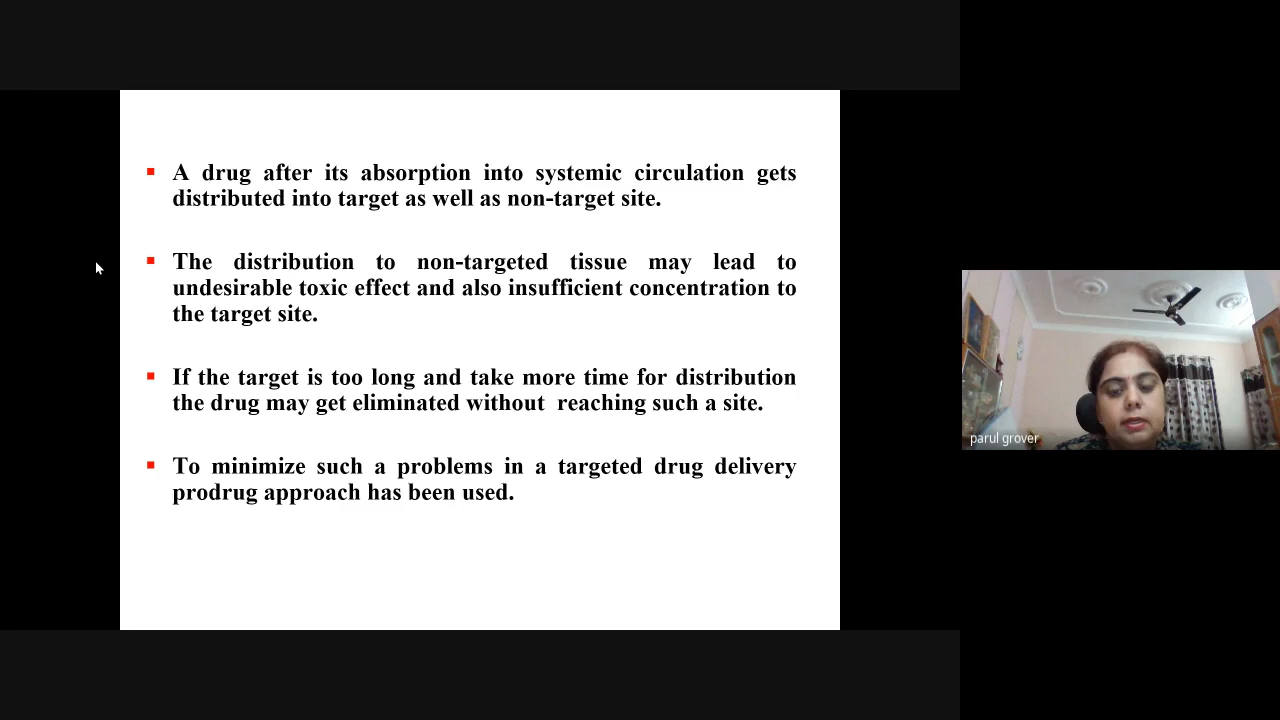 A drug after its absorption into systemic circulation gets
distributed into target as well as non-target site.
The distribution to non-targeted tissue may lead to
undesirable toxic effect and also insufficient concentration to
the target site.
If the target is too long and take more time for distribution
the drug may get eliminated without reaching such a site.
To minimize such a problems in a targeted drug delivery
prodrug approach has been used.
parul grover